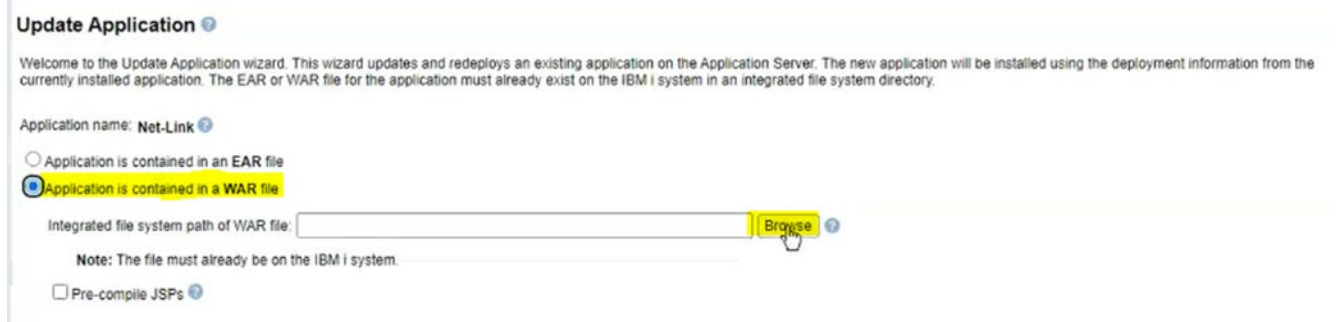 Update Application
Welcome to the Update Application wizard. This wizard updates and redeploys an existing application on the Application Server. The new application will be installed using the deployment information from the
currently installed application. The EAR or WAR file for the application must already exist on the IBM i system in an integrated file system directory.
Application name: Net-Link
Application is contained in an EAR file
Application is contained in a WAR file
Integrated file system path of WAR file: Browse
Note: The file must already be on the IBM i system.
Pre-compile JSPs